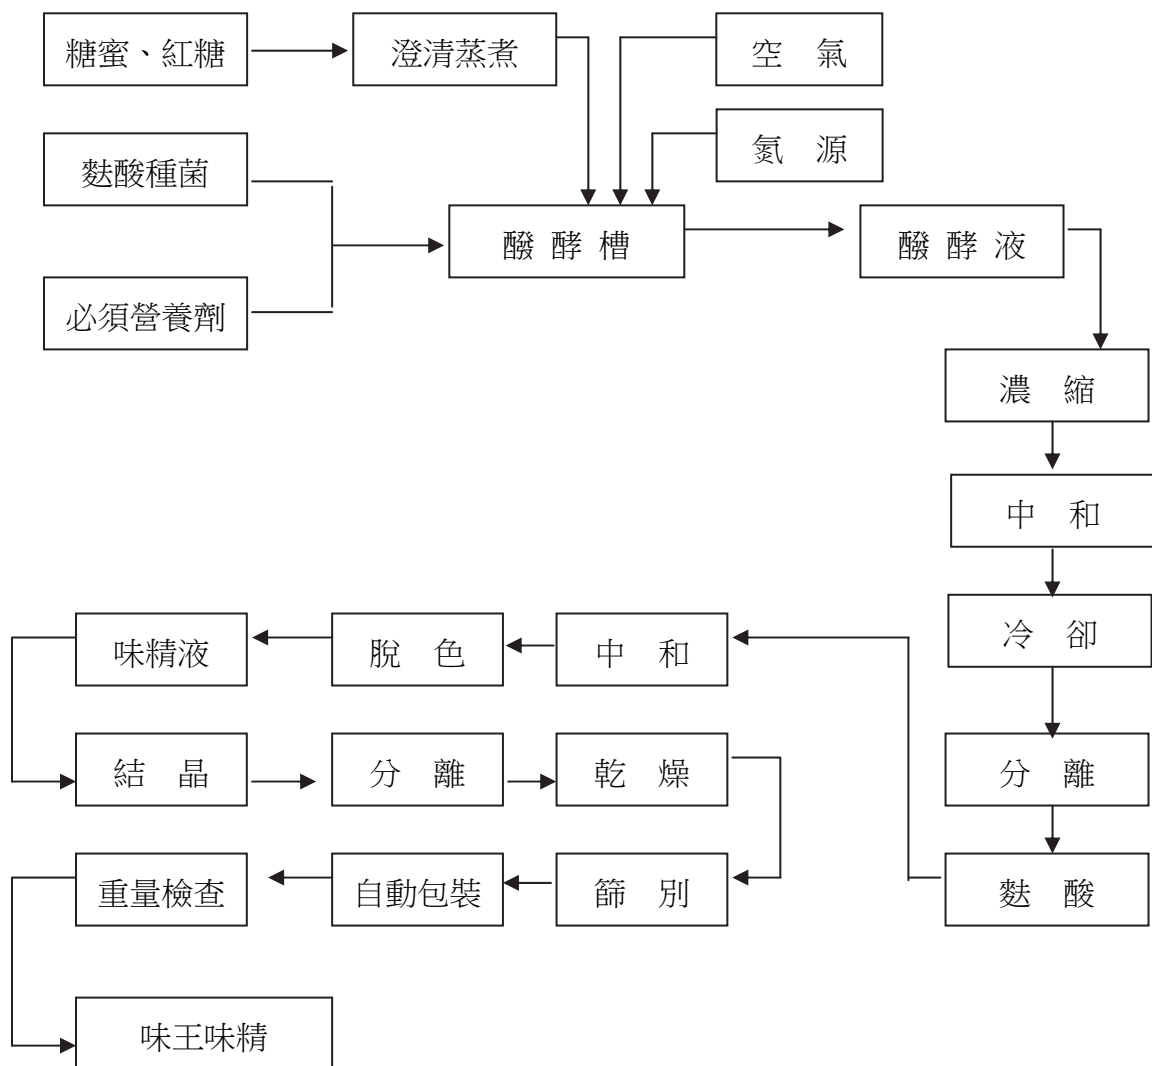 糖蜜、紅糖
澄清蒸煮
空 氣
氮 源
麩酸種菌
必須營養劑
醱 酵 槽
醱 酵 液
濃 縮
中 和
冷 卻
分 離
麩 酸
中 和
脫 色
味精液
結 晶
分 離
乾 燥
篩 別
自動包裝
重量檢查
味王味精